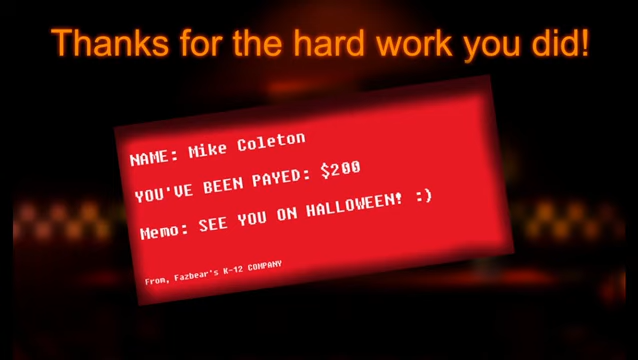 Thanks for the hard work you did!
NAME: Mike Coleton
YOU'VE BEEN PAYED: $200
Memo: SEE YOU ON HALLOWEEN! :)
From, Fazbear's K-12 COMPANY